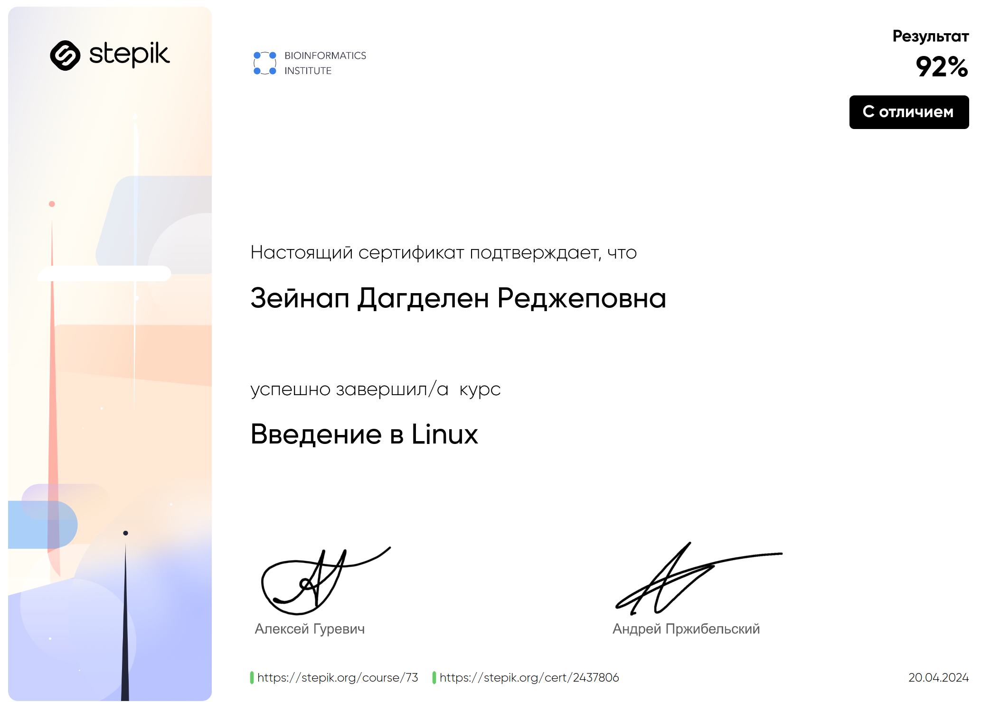 stepik
BIOINFORMATICS
INSTITUTE
Результат
92%
С отличием
Настоящий сертификат подтверждает, что
Зейнап Дагделен Реджеповна
успешно завершил/а курс
Введение в Linux
Алексей Гуревич
Андрей Пржибельский
https://stepik.org/course/73
https://stepik.org/cert/2437806
20.04.2024